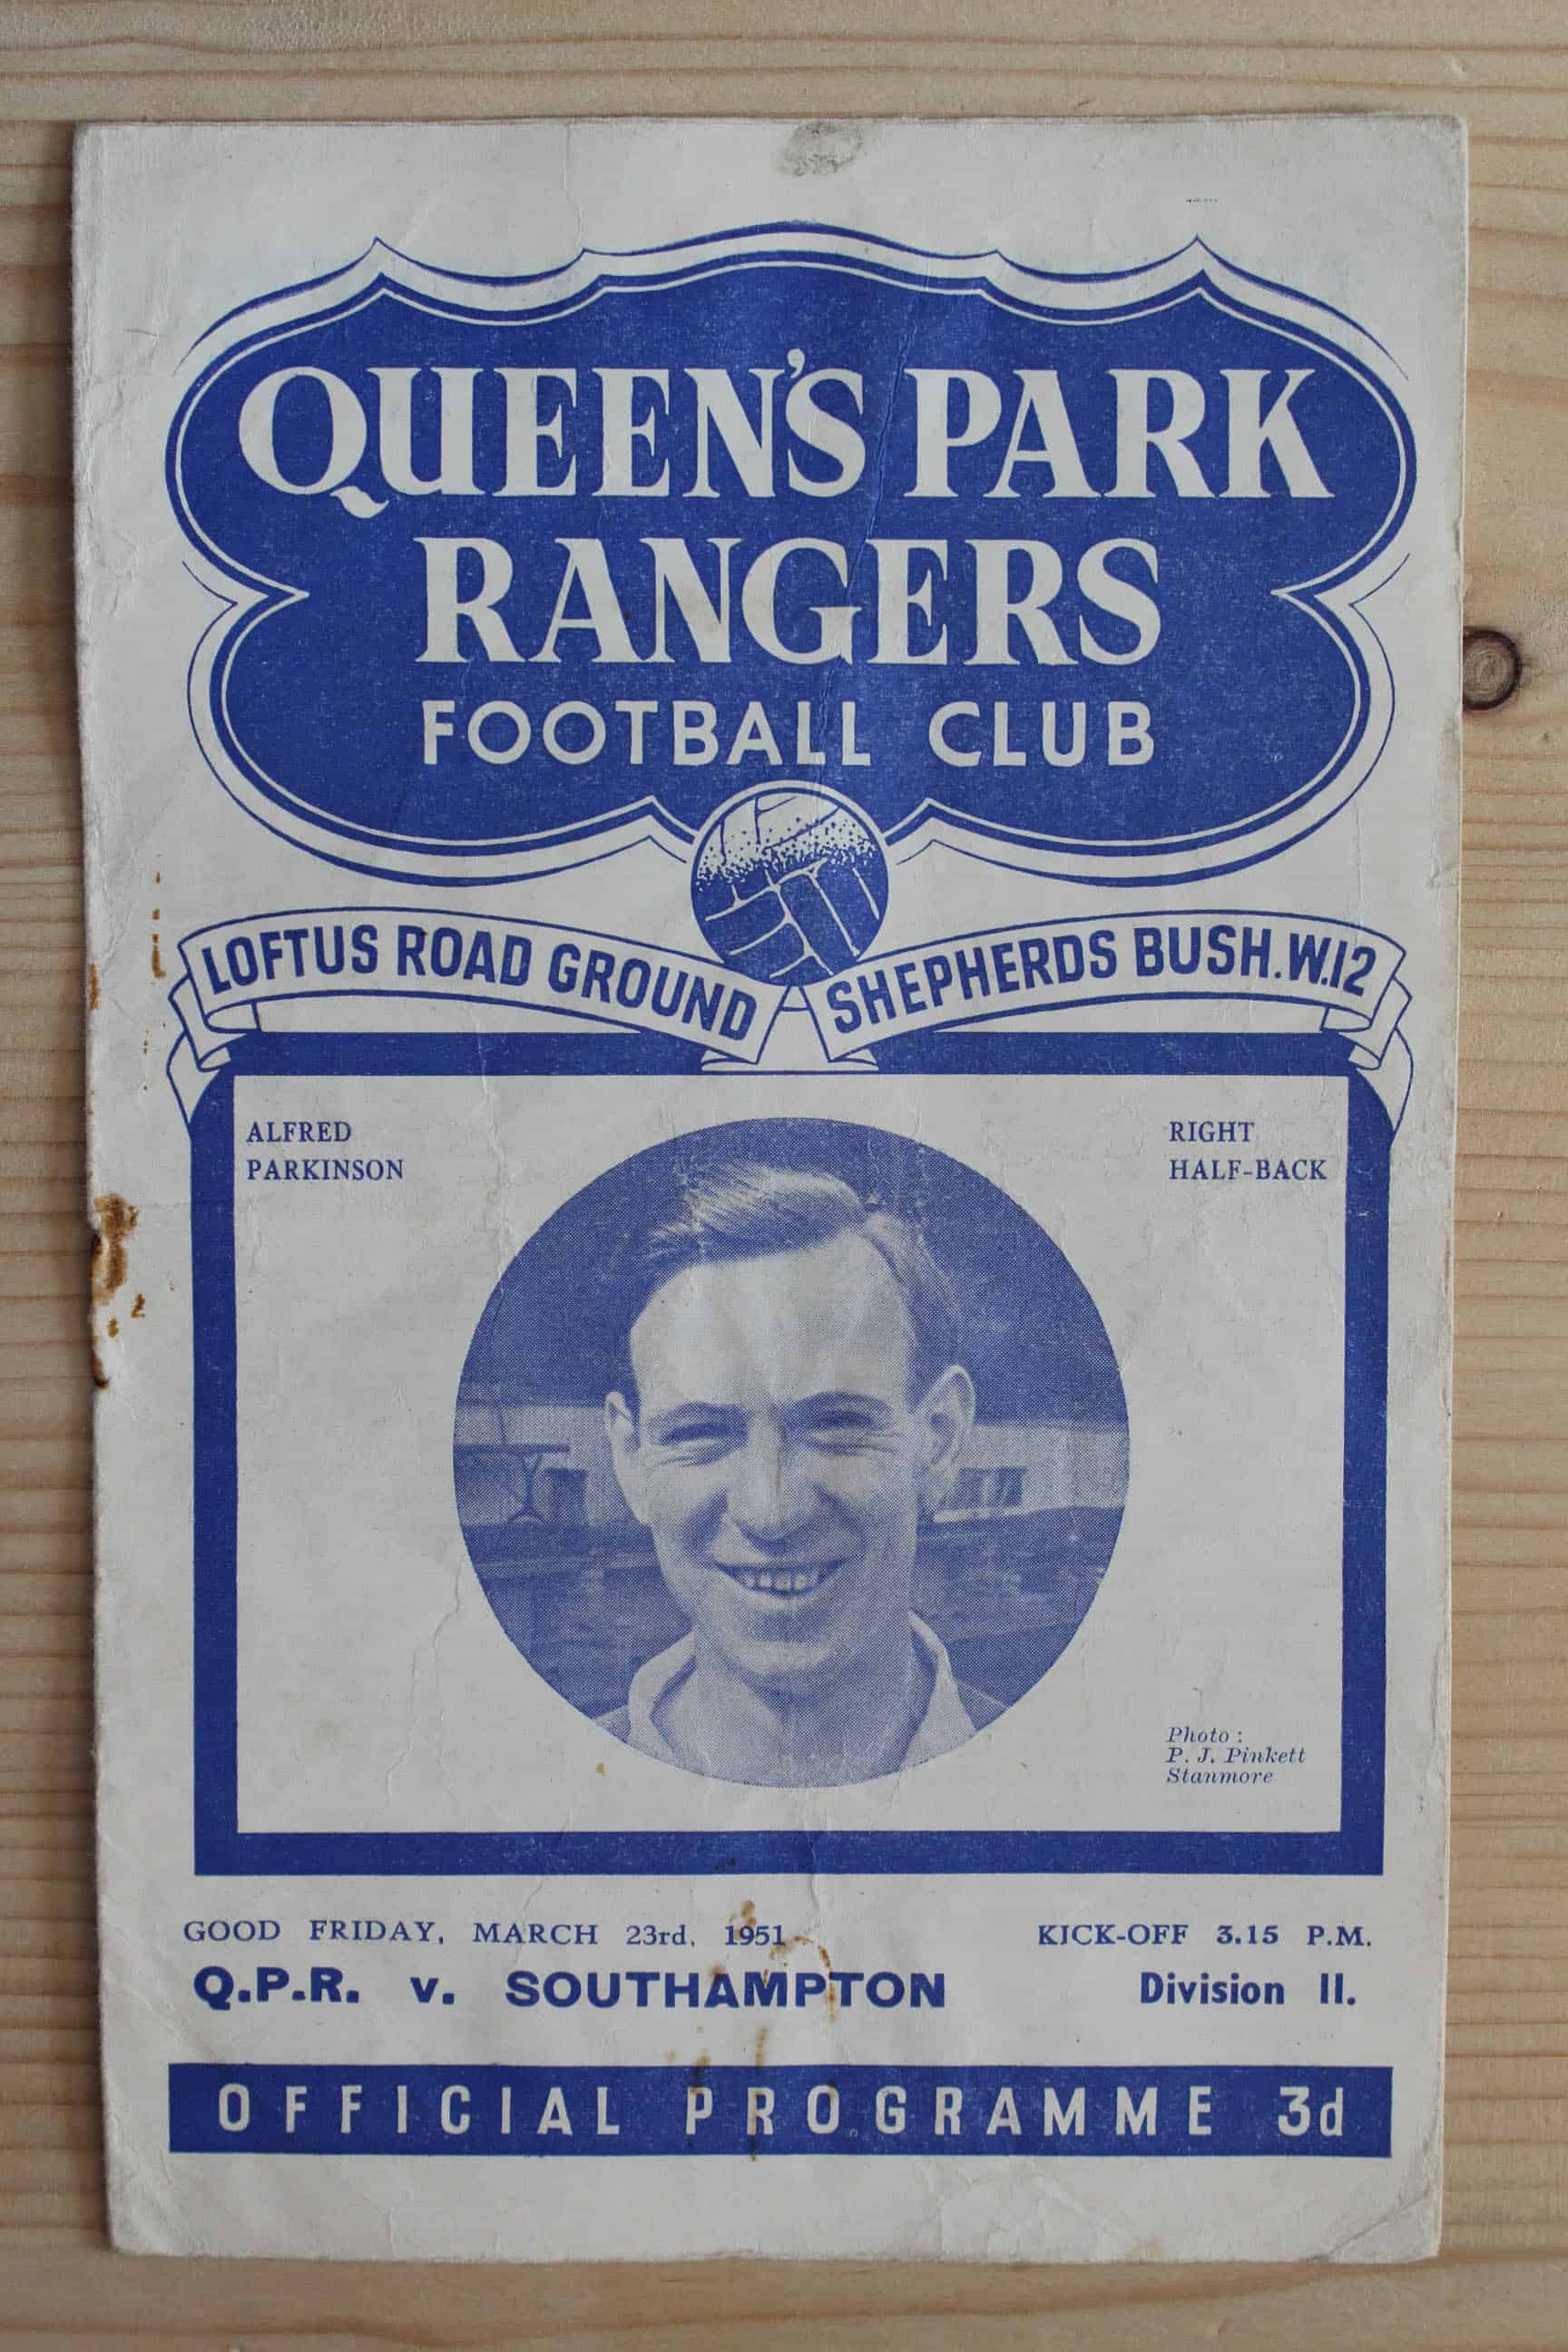 QUEEN'S PARK
RANGERS
FOOTBALL CLUB
LOFTUS ROAD GROUND
SHEPHERDS BUSH.W.12
ALFRED
PARKINSON
RIGHT
HALF-BACK
Photo :
P. J. Pinkett
Stanmore
GOOD FRIDAY, MARCH 23rd, 1951
KICK-OFF 3.15 P.M.
Q.P.R. v. SOUTHAMPTON
Division II.
OFFICIAL PROGRAMME 3d